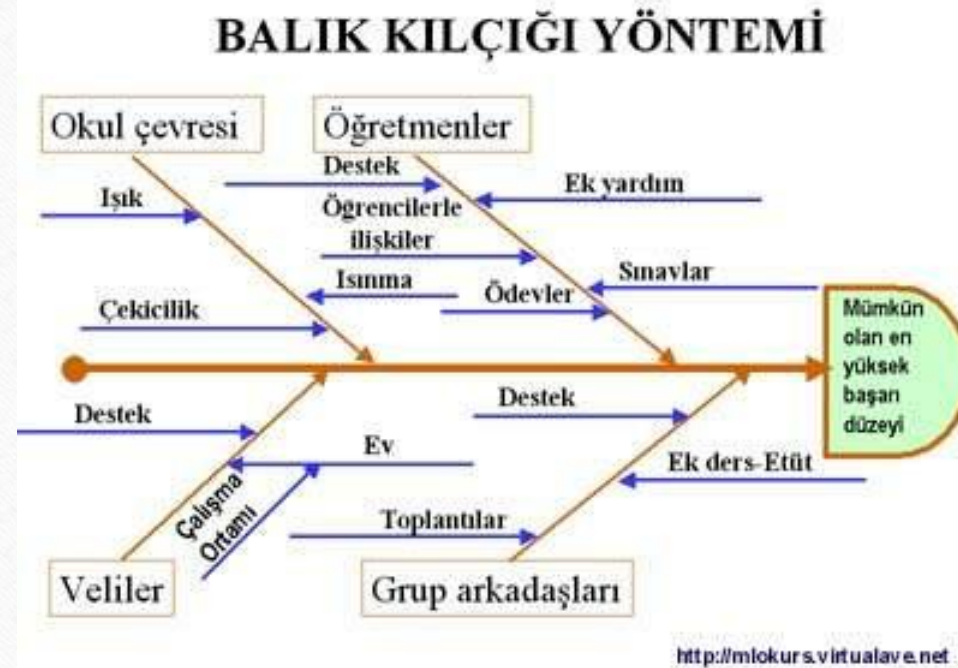 BALIK KILÇIĞI YÖNTEMİ
Okul çevresi
Öğretmenler
Destek
Ek yardım
Işık
Öğrencilerle
ilişkiler
Isınma
Sınavlar
Ödevler
Çekicilik
Mümkün
olan en
yüksek
başarı
düzeyi
Destek
Destek
Ev
Ek ders-Etüt
Çalışma
Ortamı
Toplantılar
Veliler
Grup arkadaşları
http://mlokurs.virtualave.net